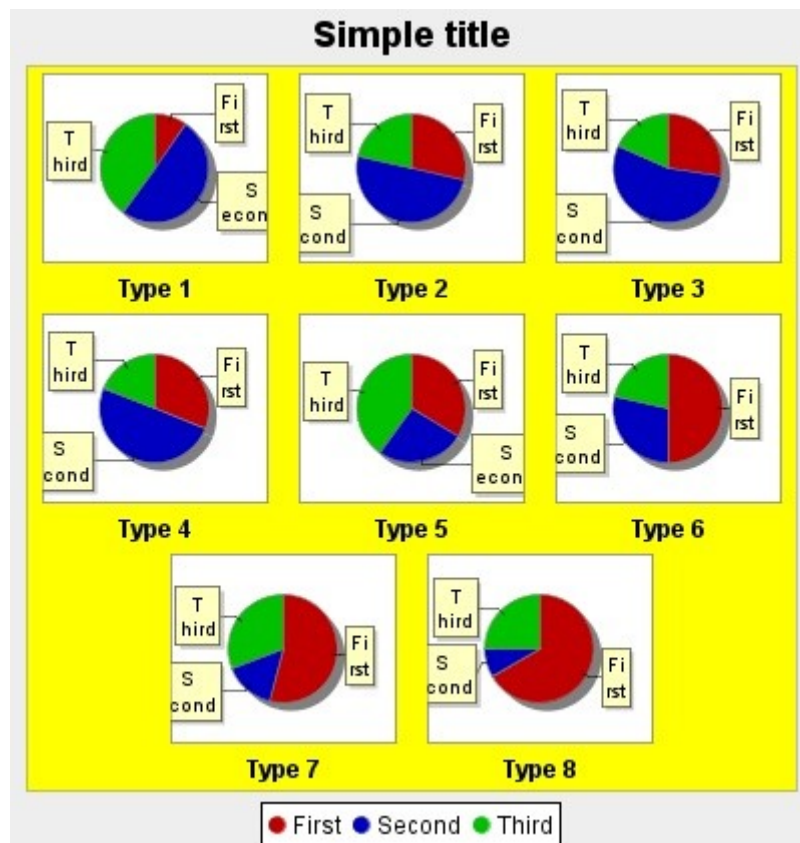 Simple title
Fi
rst
T
hird
S
econ
Type 1
T
hird
Fi
rst
S
cond
Type 2
T
hird
Fi
rst
S
cond
Type 3
T
hird
Fi
rst
S
cond
Type 4
T
hird
Fi
rst
S
econ
Type 5
T
hird
Fi
rst
S
cond
Type 6
T
hird
Fi
rst
S
cond
Type 7
T
hird
Fi
rst
S
cond
Type 8
First Second Third